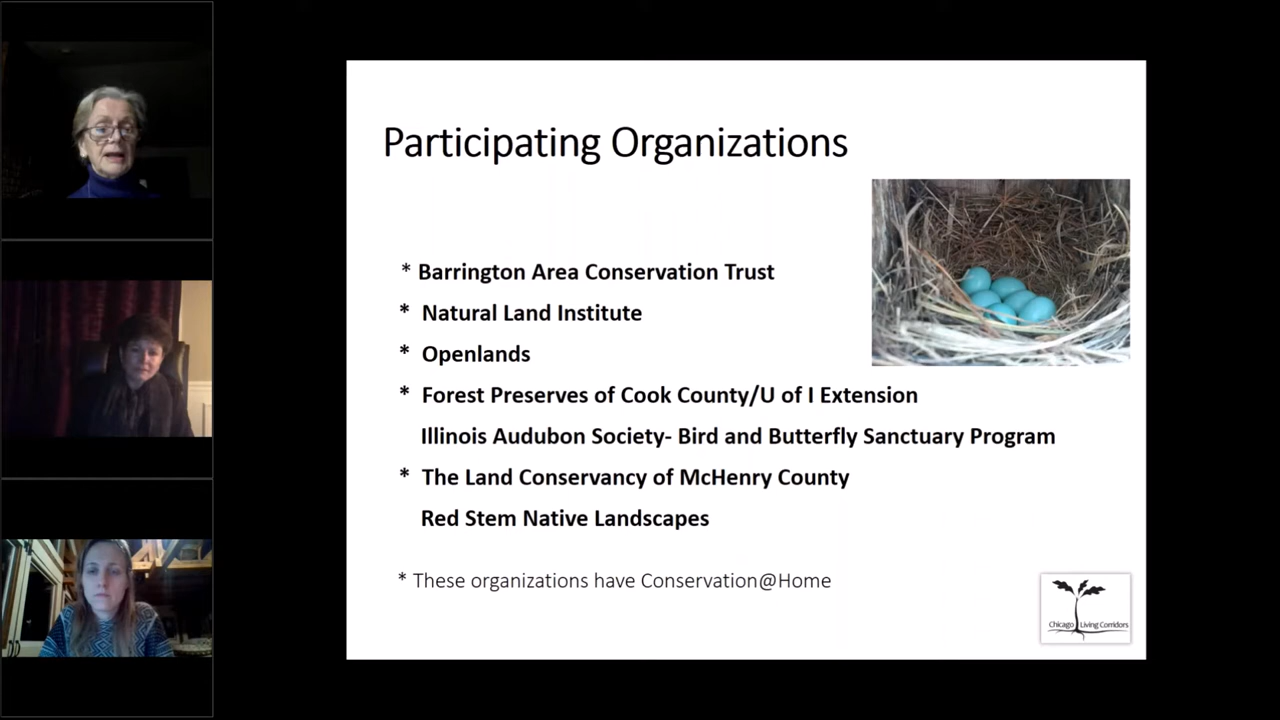 Participating Organizations
* Barrington Area Conservation Trust
* Natural Land Institute
* Openlands
* Forest Preserves of Cook County/U of I Extension
Illinois Audubon Society- Bird and Butterfly Sanctuary Program
* The Land Conservancy of McHenry County
Red Stem Native Landscapes
* These organizations have Conservation@Home
Chicago Living Corridors